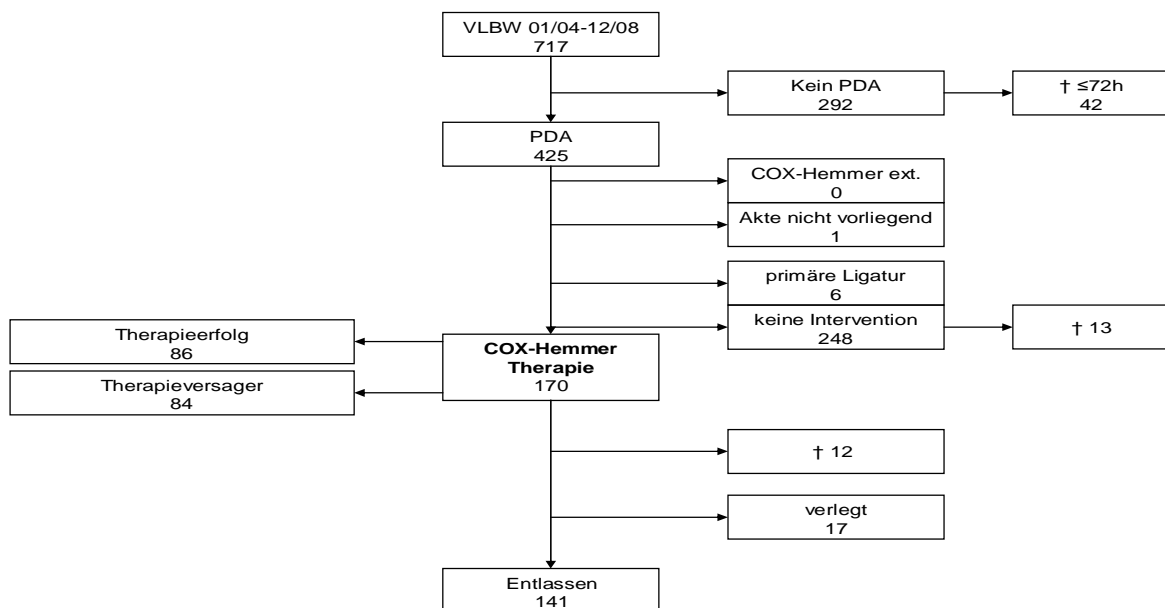 VLBW 01/04-12/08
717
Kein PDA
292
† ≤72h
42
PDA
425
COX-Hemmer ext.
0
Akte nicht vorliegend
1
primäre Ligatur
6
keine Intervention
248
† 13
Therapieerfolg
86
Therapieversager
84
COX-Hemmer
Therapie
170
† 12
verlegt
17
Entlassen
141